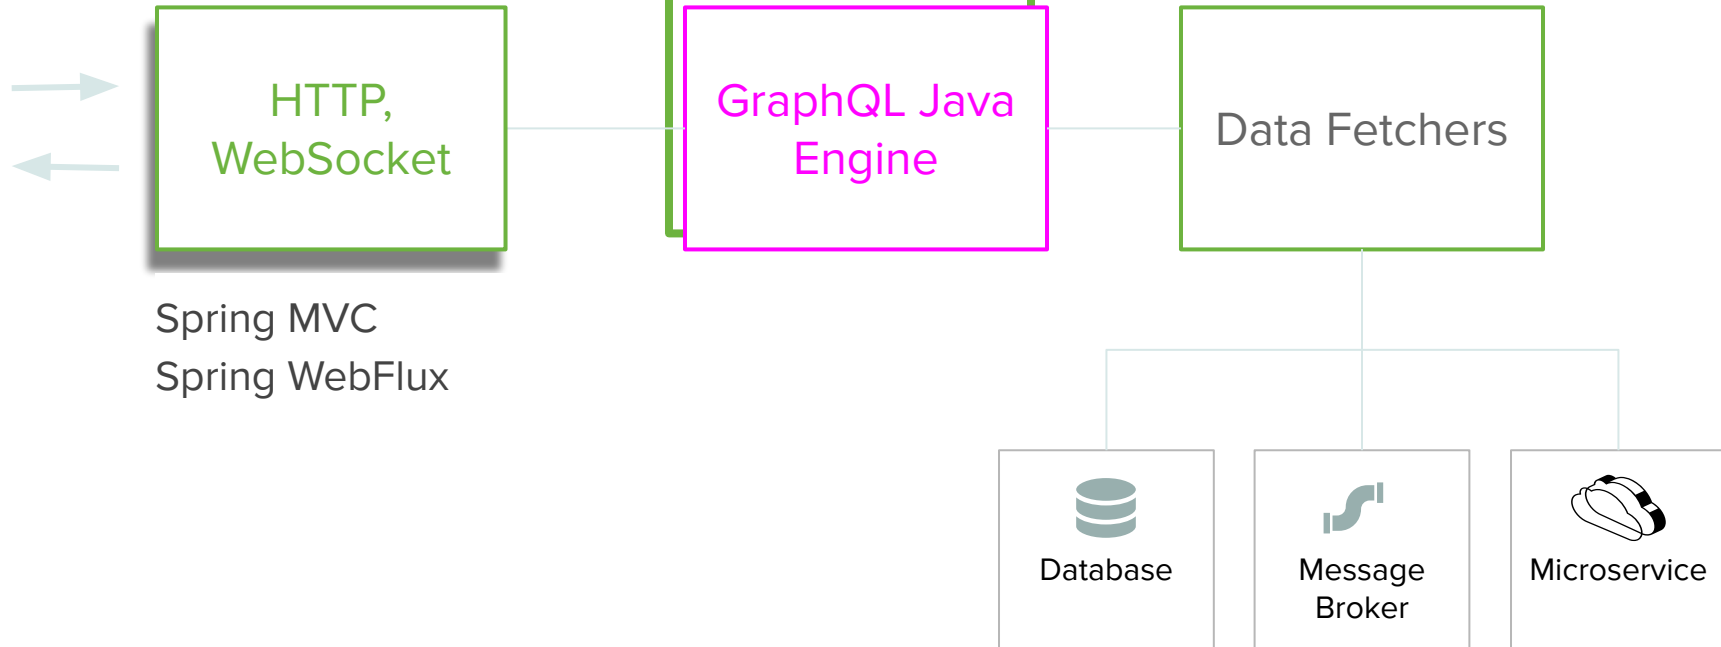 HTTP,
WebSocket
GraphQL Java
Engine
Data Fetchers
Spring MVC
Spring WebFlux
Database
Message
Broker
Microservice